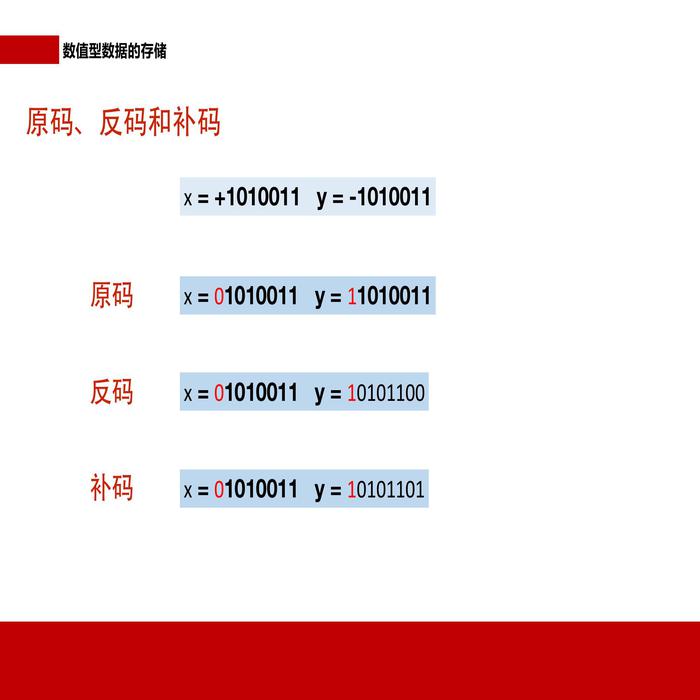 数值型数据的存储
原码、反码和补码
x = +1010011 y = -1010011
原码 x = 01010011 y = 11010011
反码 x = 01010011 y = 10101100
补码 x = 01010011 y = 10101101